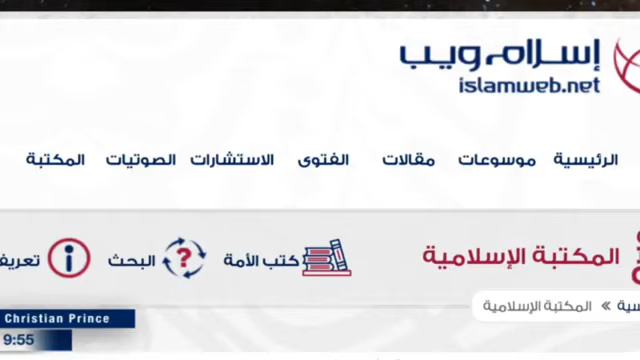 إسلام ويب
islamweb.net
الرئيسية موسوعات مقالات الفتوى الاستشارات الصوتيات المكتبة
المكتبة الإسلامية كتب الأمة البحث
المكتبة الإسلامية
Christian Prince
9:55